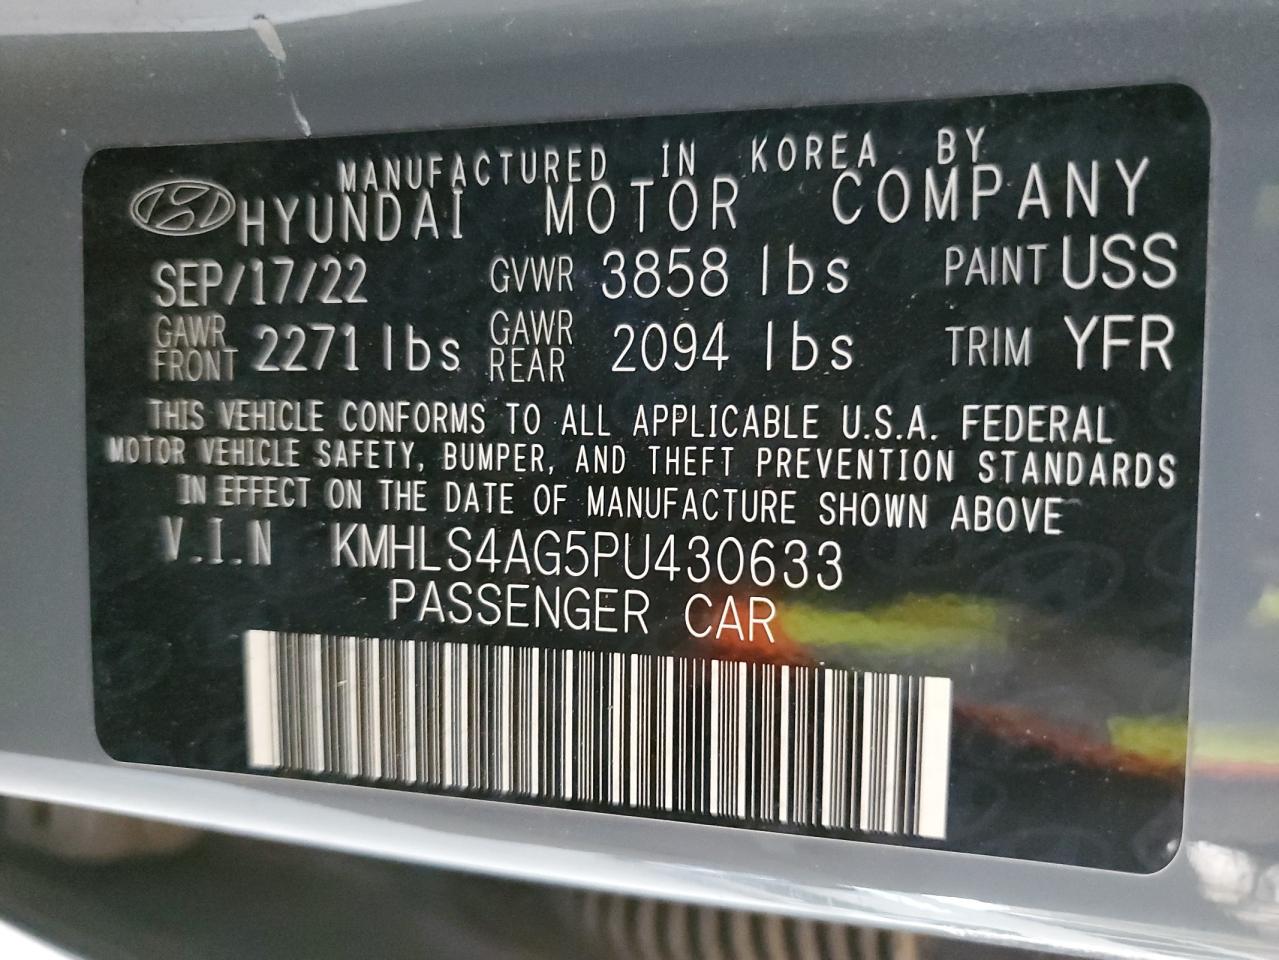 MANUFACTURED IN KOREA BY
HYUNDAI MOTOR COMPANY
SEP/17/22 GVWR 3858 lbs PAINT USS
GAWR FRONT 2271 lbs GAWR REAR 2094 lbs TRIM YFR
THIS VEHICLE CONFORMS TO ALL APPLICABLE U.S.A. FEDERAL
MOTOR VEHICLE SAFETY, BUMPER, AND THEFT PREVENTION STANDARDS
IN EFFECT ON THE DATE OF MANUFACTURE SHOWN ABOVE
V.I.N KMHLS4AG5PU430633
PASSENGER CAR